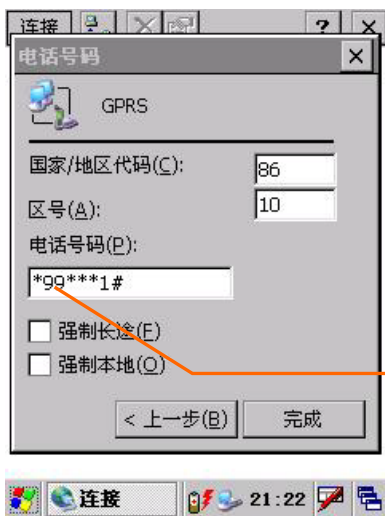 连接 ? ×
电话号码 ×
GPRS
国家/地区代码(C): 86
区号(A): 10
电话号码(P):
*99***1#
强制长途(F)
强制本地(O)
< 上一步(B) 完成
连接 21:22